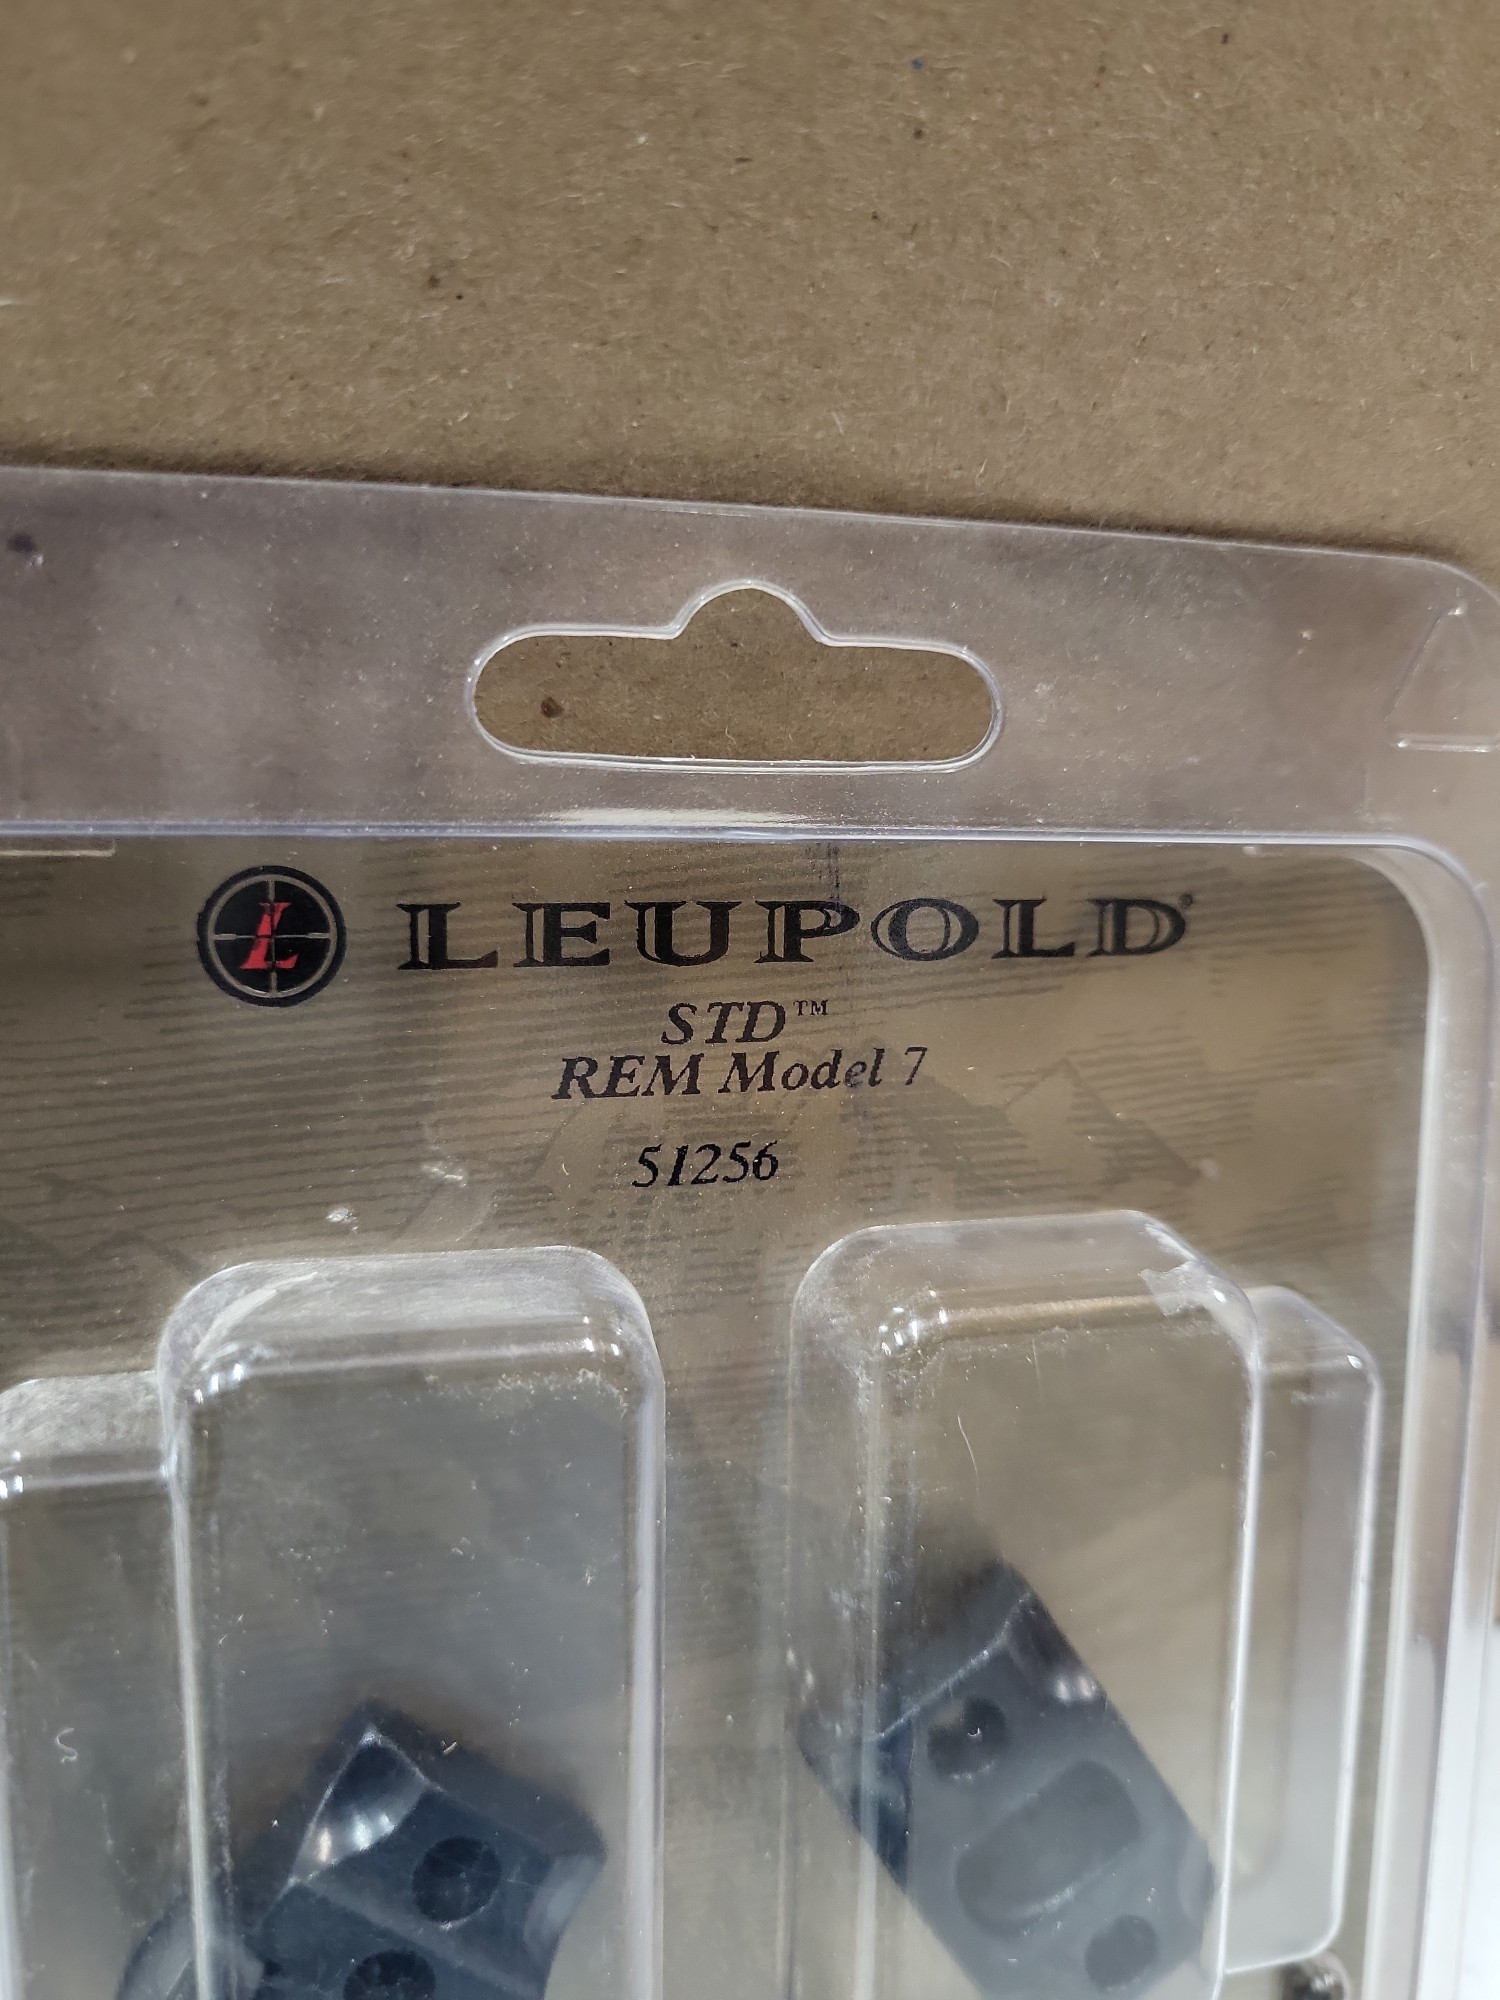 L LEUPOLD®
STD™
REM Model 7
51256